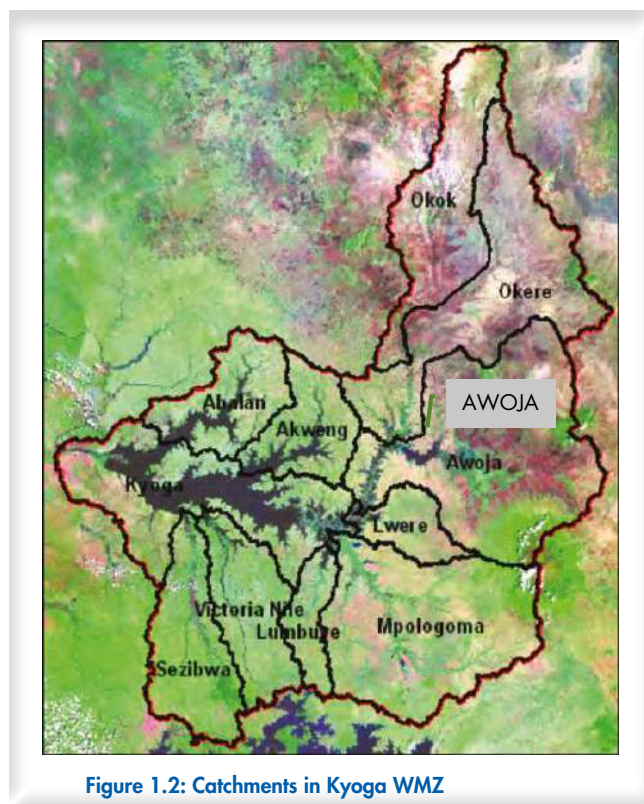 Okok
Okere
AWOJA
Abalan
Akweng
Awoja
Kyoga
Lwere
Victoria Nile
Lumbuye
Mpologoma
Sezibwa
Figure 1.2: Catchments in Kyoga WMZ